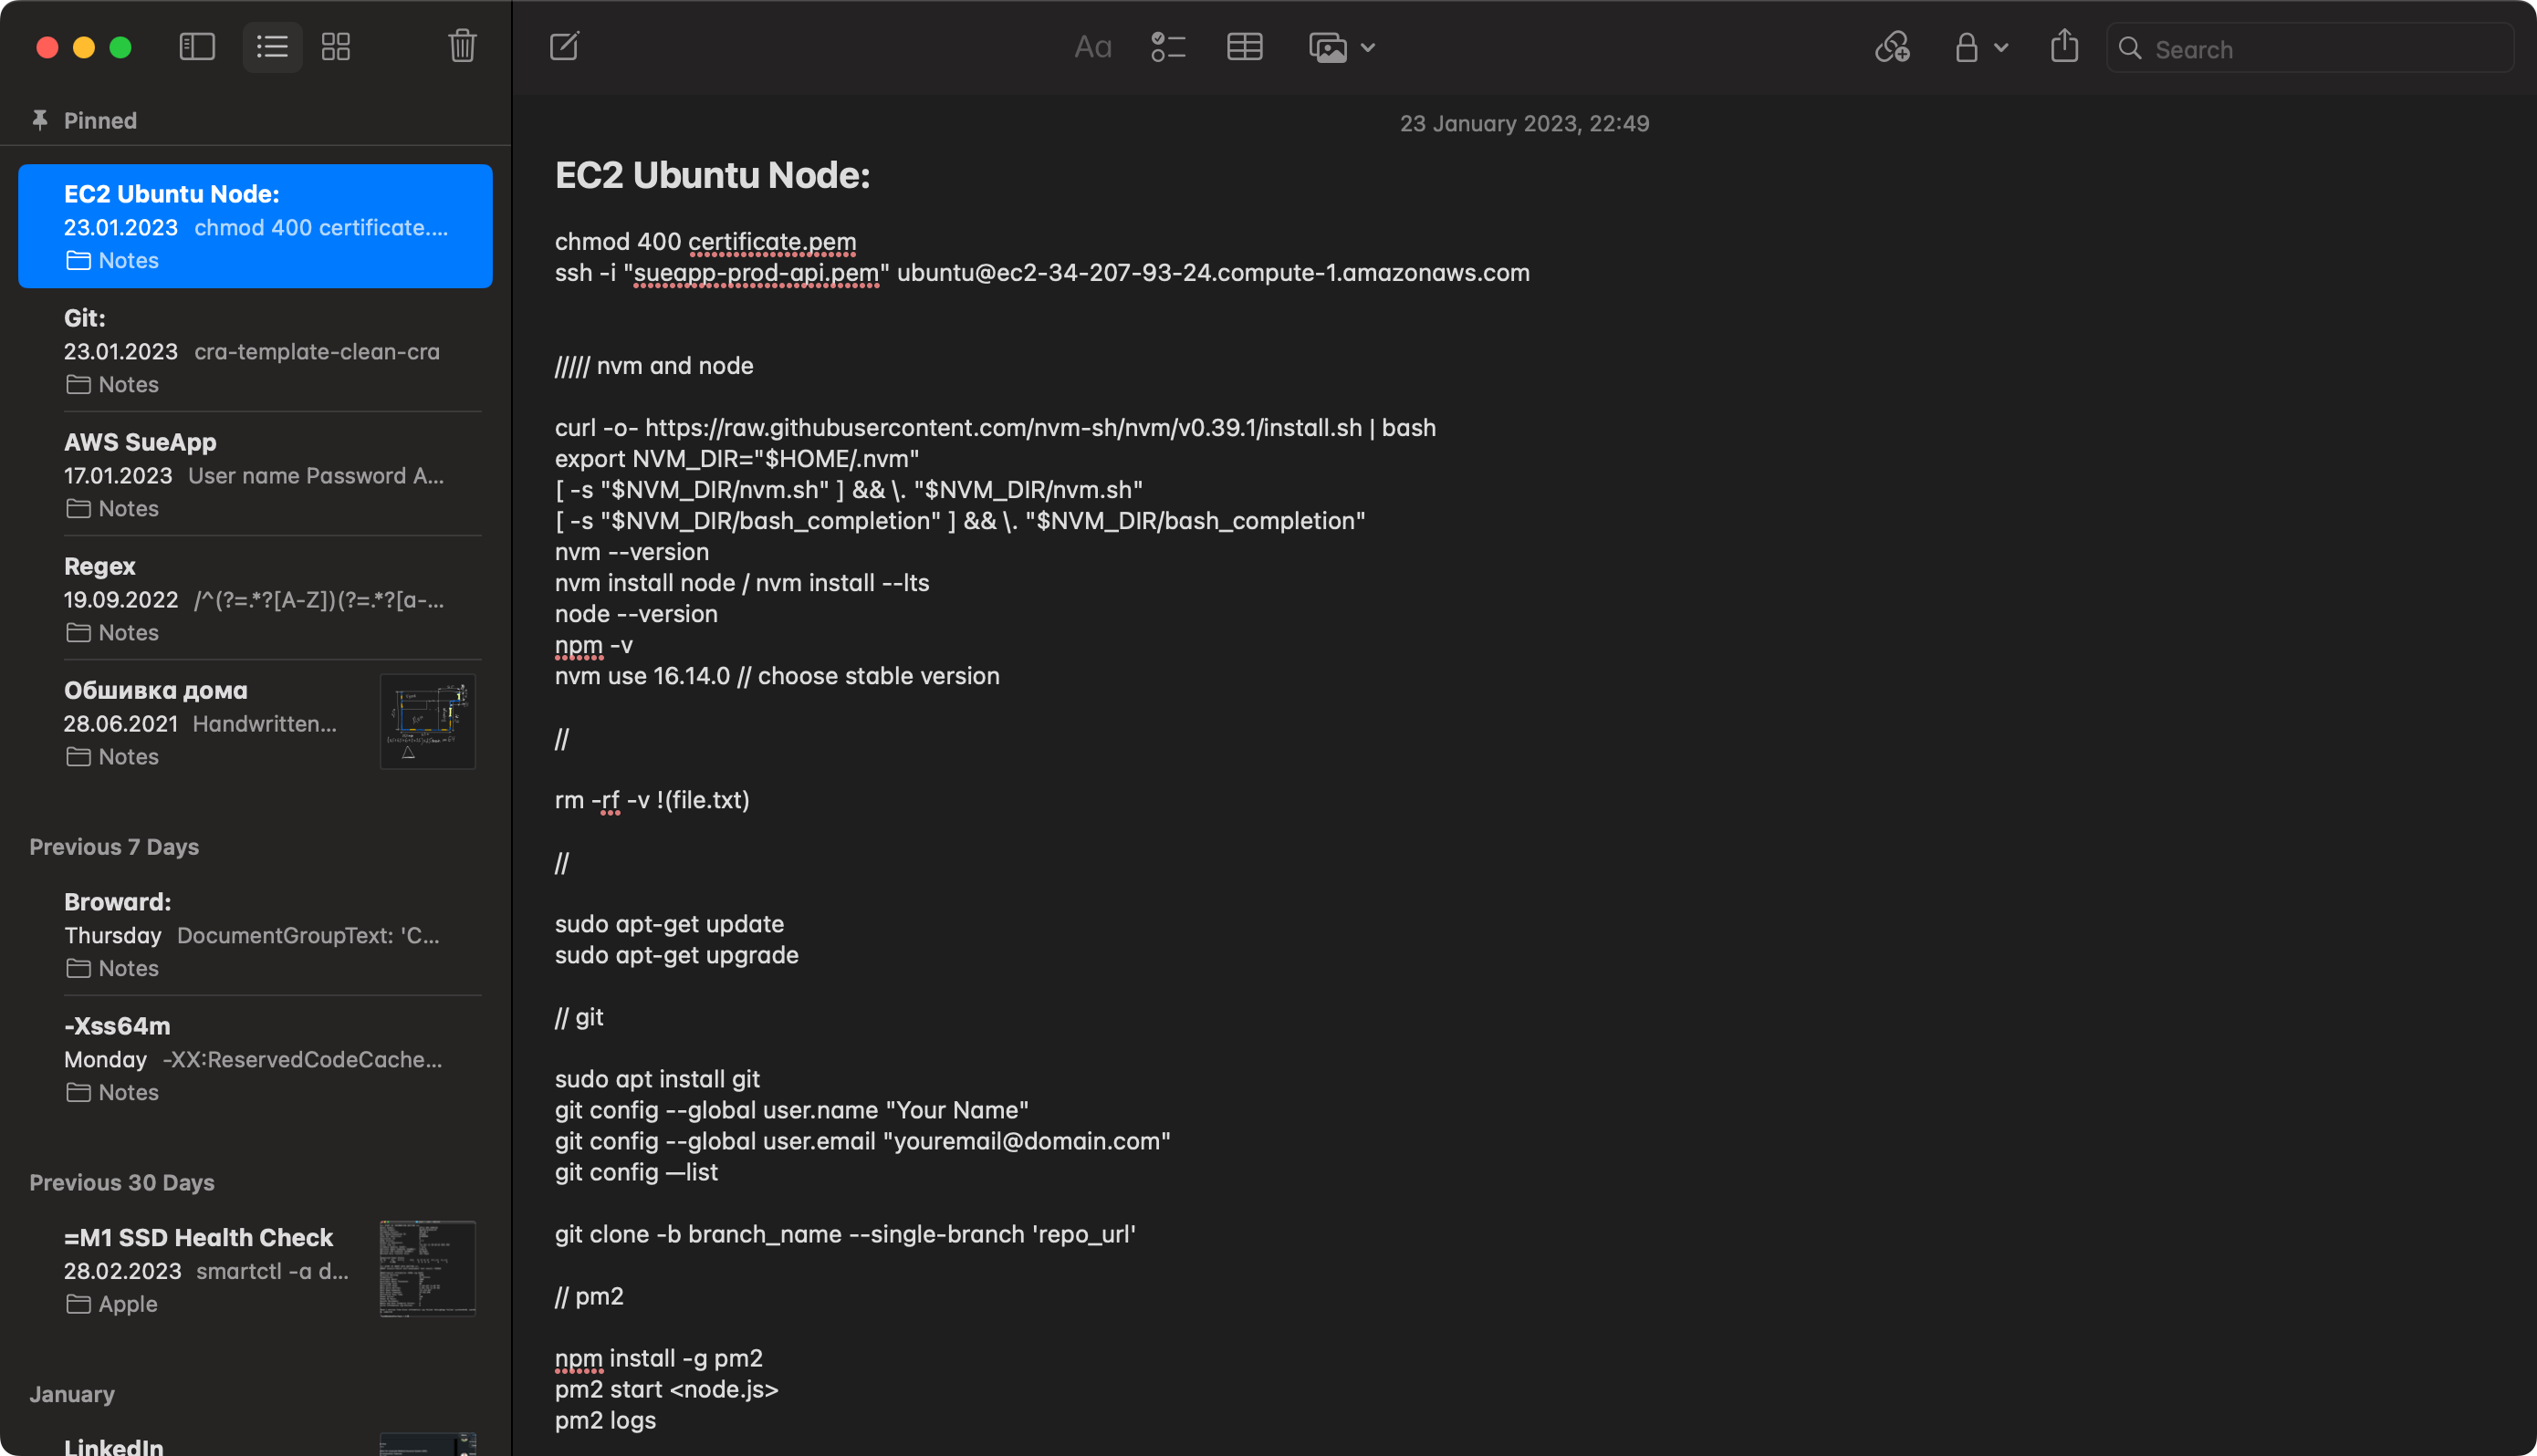 Pinned
EC2 Ubuntu Node:
23.01.2023 chmod 400 certificate....
Notes
Git:
23.01.2023 cra-template-clean-cra
Notes
AWS SueApp
17.01.2023 User name Password A...
Notes
Regex
19.09.2022 /^(?=.*?[A-Z])(?=.*?[a-...
Notes
Обшивка дома
28.06.2021 Handwritten...
Notes
Previous 7 Days
Broward:
Thursday DocumentGroupText: 'C...
Notes
-Xss64m
Monday -XX:ReservedCodeCache...
Notes
Previous 30 Days
=M1 SSD Health Check
28.02.2023 smartctl -a d...
Apple
January
LinkedIn
Aa
Search
23 January 2023, 22:49
EC2 Ubuntu Node:
chmod 400 certificate.pem
ssh -i "sueapp-prod-api.pem" ubuntu@ec2-34-207-93-24.compute-1.amazonaws.com
///// nvm and node
curl -o- https://raw.githubusercontent.com/nvm-sh/nvm/v0.39.1/install.sh | bash
export NVM_DIR="$HOME/.nvm"
[ -s "$NVM_DIR/nvm.sh" ] && \. "$NVM_DIR/nvm.sh"
[ -s "$NVM_DIR/bash_completion" ] && \. "$NVM_DIR/bash_completion"
nvm --version
nvm install node / nvm install --lts
node --version
npm -v
nvm use 16.14.0 // choose stable version
//
rm -rf -v !(file.txt)
//
sudo apt-get update
sudo apt-get upgrade
// git
sudo apt install git
git config --global user.name "Your Name"
git config --global user.email "youremail@domain.com"
git config —list
git clone -b branch_name --single-branch 'repo_url'
// pm2
npm install -g pm2
pm2 start <node.js>
pm2 logs